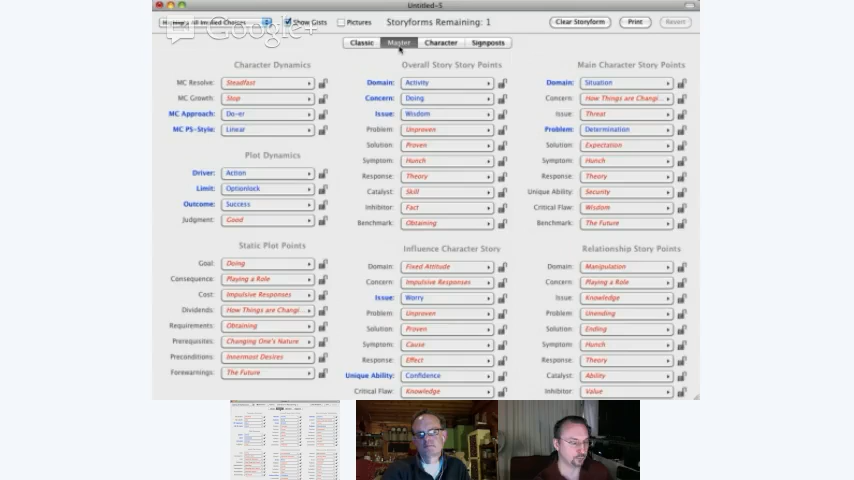 Untitled-5
Show Gists
Pictures
Storyforms Remaining: 1
Clear Storyform
Print
Revert
Google+
Classic
Master
Character
Signposts
Character Dynamics
MC Resolve: Steadfast
MC Growth: Stop
MC Approach: Do-er
MC PS-Style: Linear
Plot Dynamics
Driver: Action
Limit: Optionlock
Outcome: Success
Judgment: Good
Static Plot Points
Goal: Doing
Consequence: Playing a Role
Cost: Impulsive Responses
Dividends: How Things are Changi...
Requirements: Obtaining
Prerequisites: Changing One's Nature
Preconditions: Innermost Desires
Forewarnings: The Future
Overall Story Story Points
Domain: Activity
Concern: Doing
Issue: Wisdom
Problem: Unproven
Solution: Proven
Symptom: Hunch
Response: Theory
Catalyst: Skill
Inhibitor: Fact
Benchmark: Obtaining
Influence Character Story
Domain: Fixed Attitude
Concern: Impulsive Responses
Issue: Worry
Problem: Unproven
Solution: Proven
Symptom: Cause
Response: Effect
Unique Ability: Confidence
Critical Flaw: Knowledge
Main Character Story Points
Domain: Situation
Concern: How Things are Changi...
Issue: Threat
Problem: Determination
Solution: Expectation
Symptom: Hunch
Response: Theory
Unique Ability: Security
Critical Flaw: Wisdom
Benchmark: The Future
Relationship Story Points
Domain: Manipulation
Concern: Playing a Role
Issue: Knowledge
Problem: Unending
Solution: Ending
Symptom: Hunch
Response: Theory
Catalyst: Ability
Inhibitor: Value